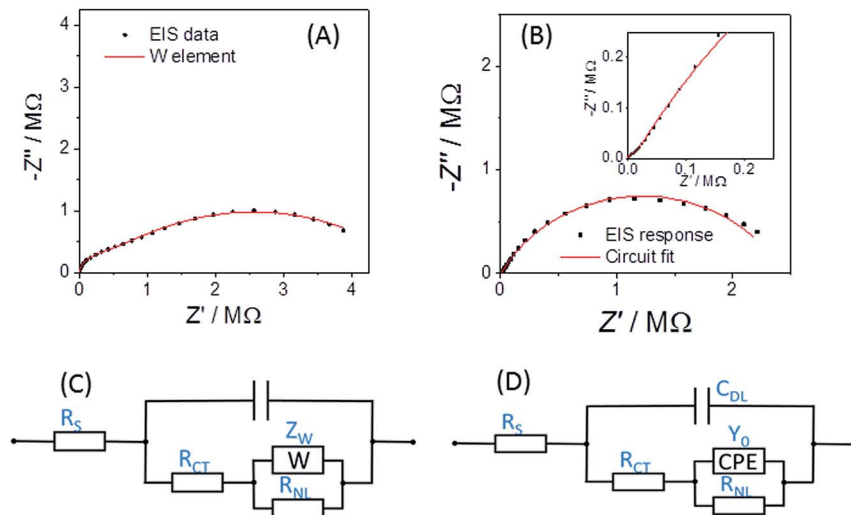 (A)
EIS data
W element
-Z″ / MΩ
4
3
2
1
0
0
1
2
3
4
Z' / MΩ
(B)
-Z″ / MΩ
2
1
0
0
1
2
Z′ / MΩ
EIS response
Circuit fit
-Z″ / MΩ
0.2
0.1
0.0
0.0
0.1
0.2
Z′ / MΩ
(C)
R_S
R_CT
Z_W
W
R_NL
(D)
C_DL
R_S
R_CT
Y_0
CPE
R_NL